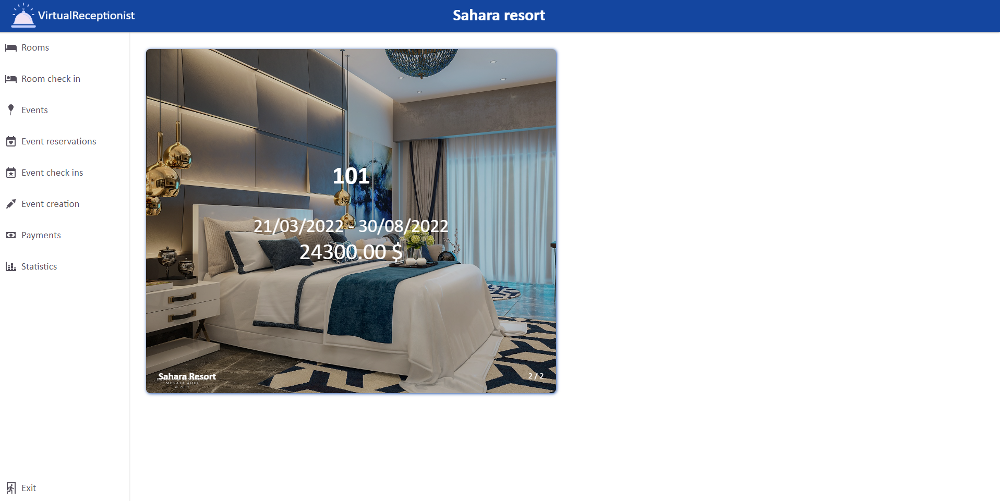 VirtualReceptionist
Sahara resort
Rooms
Room check in
Events
Event reservations
Event check ins
Event creation
Payments
Statistics
Exit
101
21/03/2022 - 30/08/2022
24300.00 $
Sahara Resort
2 / 2
MUSAFA ADEL
© 2017